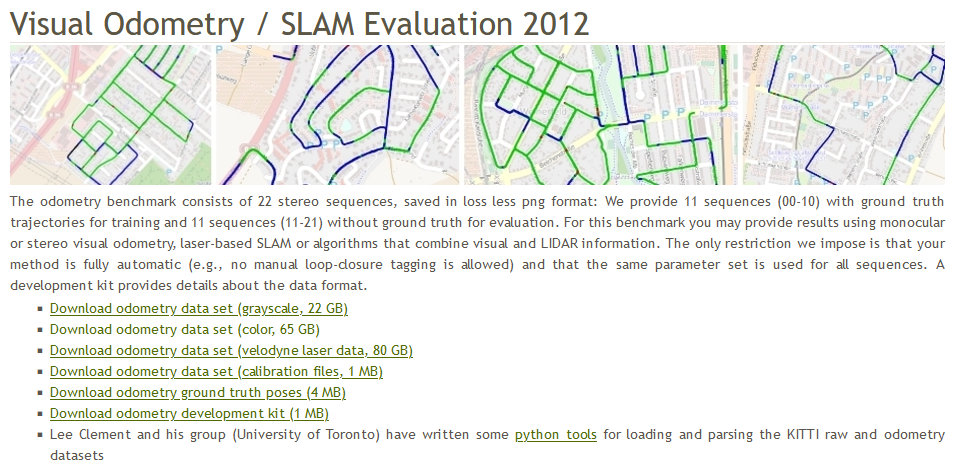 Visual Odometry / SLAM Evaluation 2012
The odometry benchmark consists of 22 stereo sequences, saved in loss less png format: We provide 11 sequences (00-10) with ground truth
trajectories for training and 11 sequences (11-21) without ground truth for evaluation. For this benchmark you may provide results using monocular
or stereo visual odometry, laser-based SLAM or algorithms that combine visual and LIDAR information. The only restriction we impose is that your
method is fully automatic (e.g., no manual loop-closure tagging is allowed) and that the same parameter set is used for all sequences. A
development kit provides details about the data format.
Download odometry data set (grayscale, 22 GB)
Download odometry data set (color, 65 GB)
Download odometry data set (velodyne laser data, 80 GB)
Download odometry data set (calibration files, 1 MB)
Download odometry ground truth poses (4 MB)
Download odometry development kit (1 MB)
Lee Clement and his group (University of Toronto) have written some python tools for loading and parsing the KITTI raw and odometry
datasets